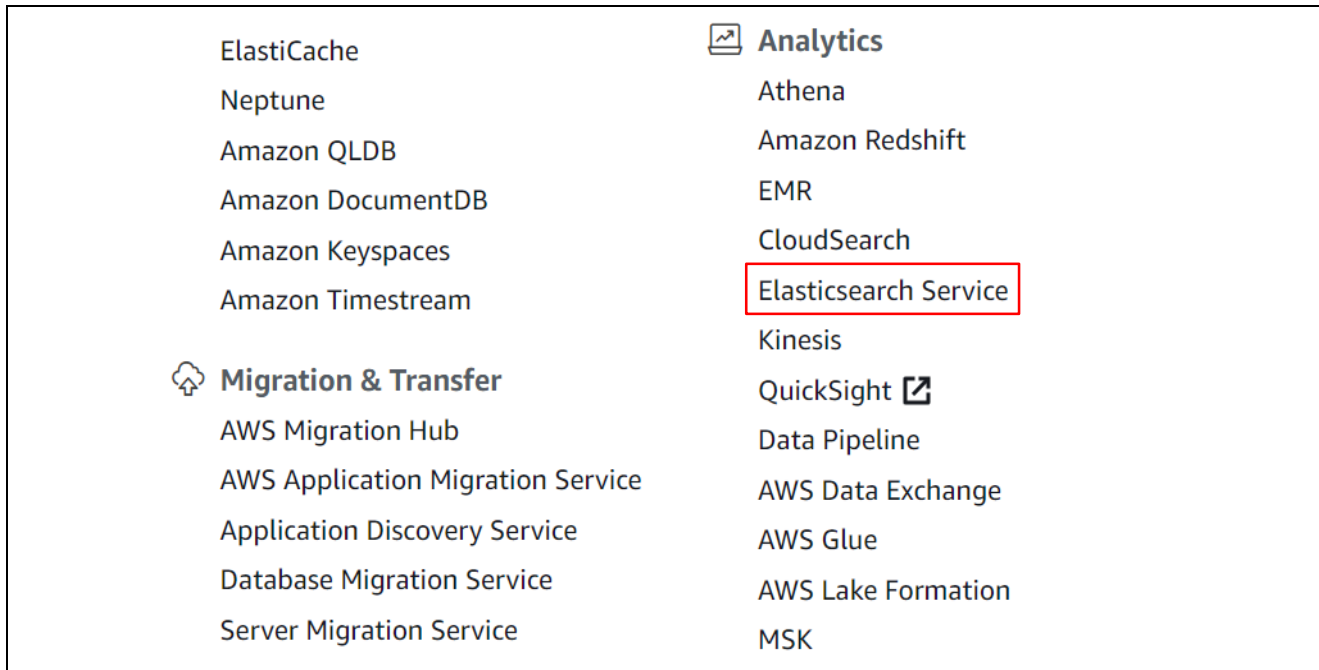 ElastiCache
Neptune
Amazon QLDB
Amazon DocumentDB
Amazon Keyspaces
Amazon Timestream
Migration & Transfer
AWS Migration Hub
AWS Application Migration Service
Application Discovery Service
Database Migration Service
Server Migration Service
Analytics
Athena
Amazon Redshift
EMR
CloudSearch
Elasticsearch Service
Kinesis
QuickSight
Data Pipeline
AWS Data Exchange
AWS Glue
AWS Lake Formation
MSK